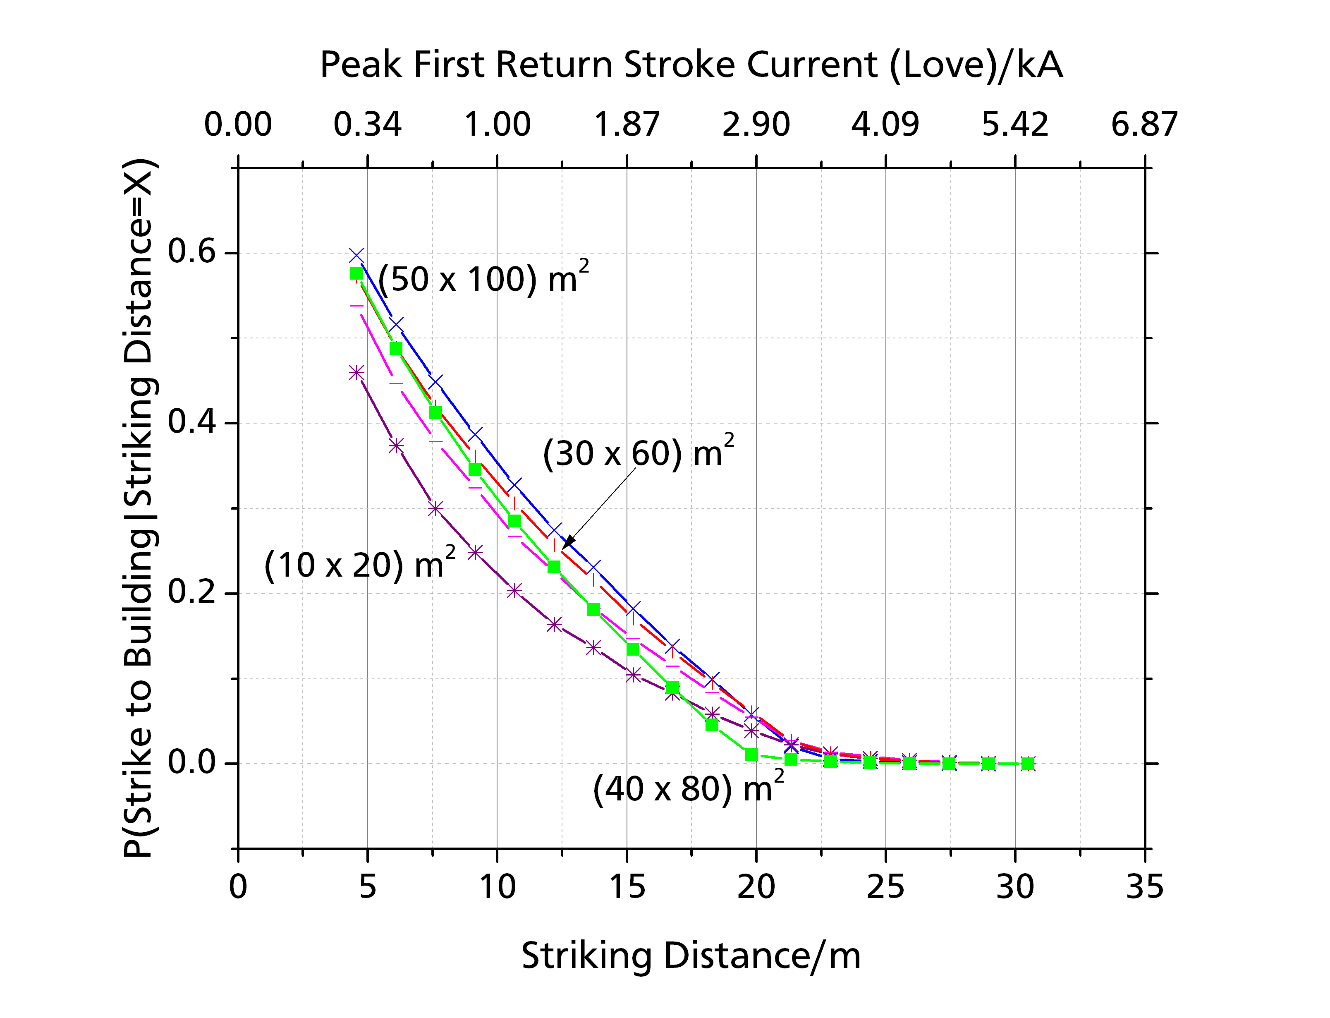 Peak First Return Stroke Current (Love)/kA
0.00 0.34 1.00 1.87 2.90 4.09 5.42 6.87
P(Strike to Building|Striking Distance=X)
0.6
0.4
0.2
0.0
(50 x 100) m²
(30 x 60) m²
(10 x 20) m²
(40 x 80) m²
0 5 10 15 20 25 30 35
Striking Distance/m